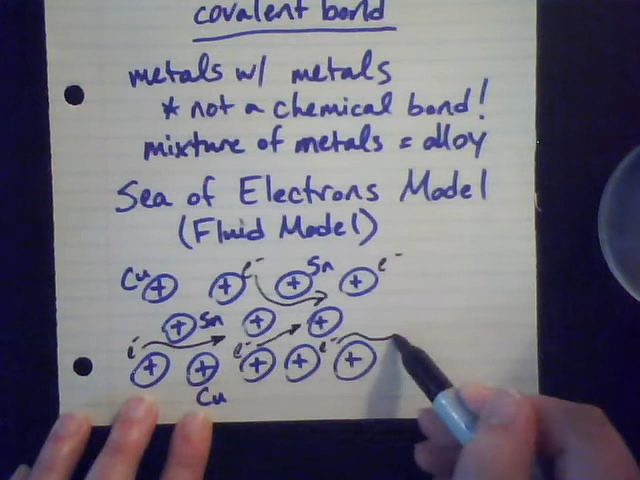 covalent bond
metals w/ metals
* not a chemical bond!
mixture of metals = alloy
Sea of Electrons Model
(Fluid Model)
Cu + + e⁻ + Sn + e⁻
+ Sn + +
e⁻ + + e⁻ + + e⁻ +
Cu